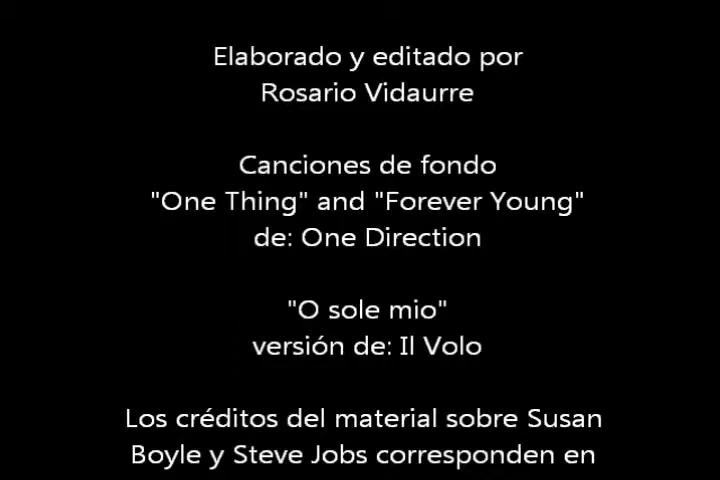 Elaborado y editado por
Rosario Vidaurre
Canciones de fondo
"One Thing" and "Forever Young"
de: One Direction
"O sole mio"
versión de: Il Volo
Los créditos del material sobre Susan
Boyle y Steve Jobs corresponden en